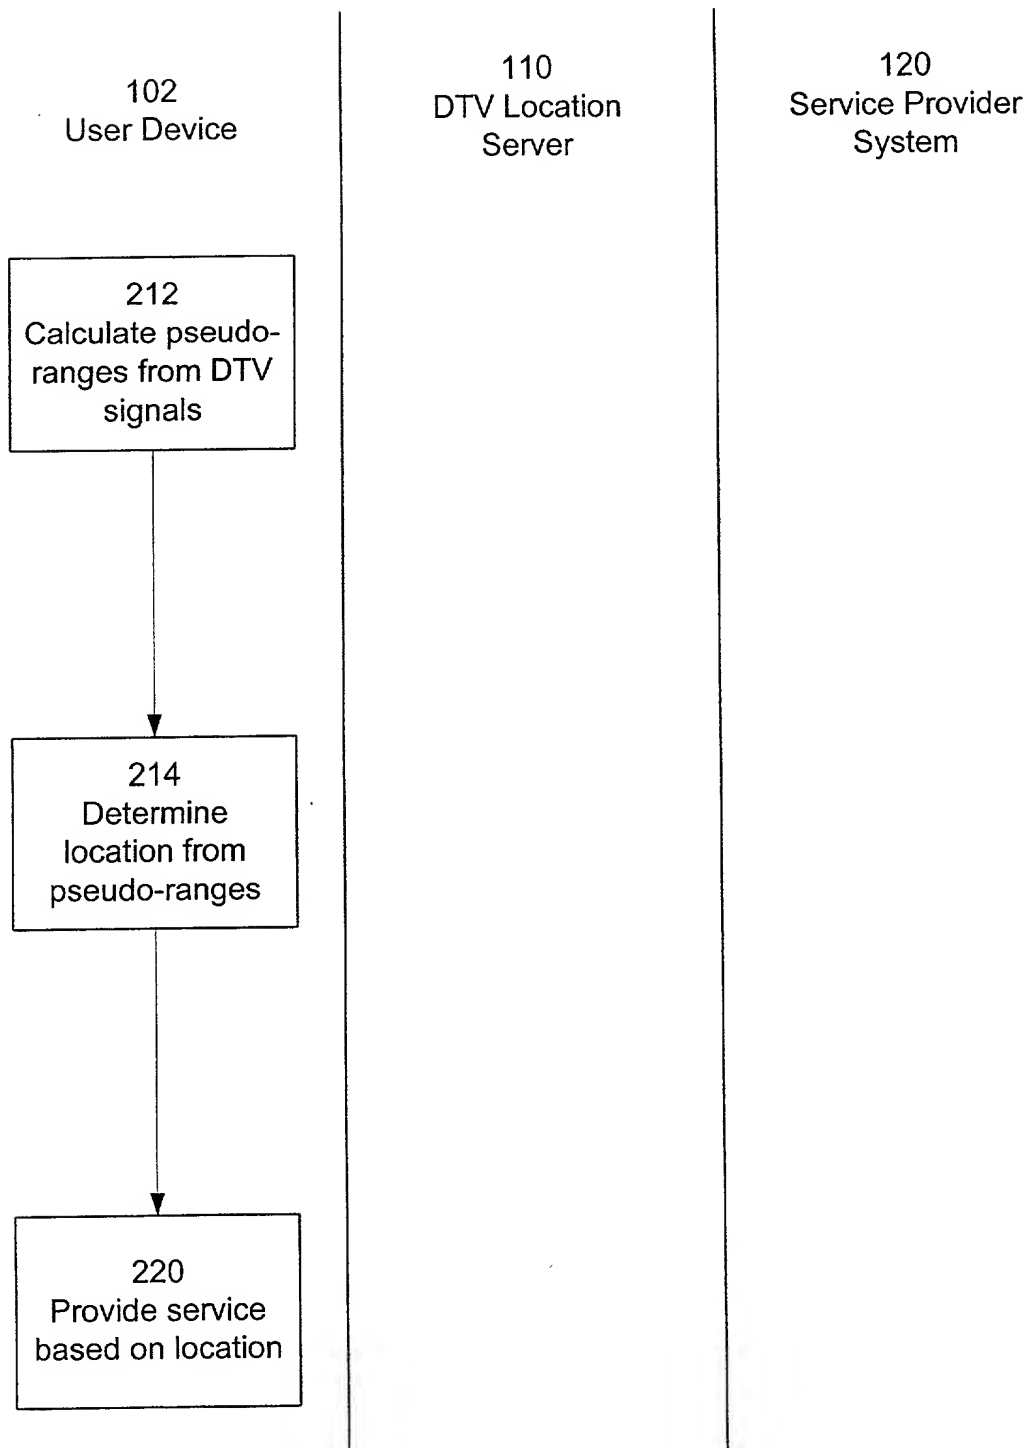 102
User Device
110
DTV Location
Server
120
Service Provider
System
212
Calculate pseudo-
ranges from DTV
signals
214
Determine
location from
pseudo-ranges
220
Provide service
based on location